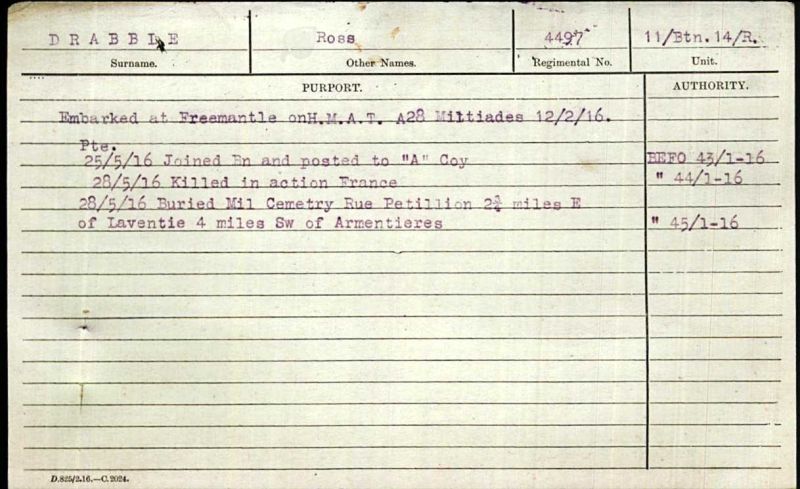 DRABBLE Ross 4497 11/Btn.14/R.
Surname. Other Names. Regimental No. Unit.
PURPORT. AUTHORITY.
Embarked at Freemantle onH.M.A.T. A28 Miltiades 12/2/16.
Pte.
25/5/16 Joined Bn and posted to "A" Coy BEFO 43/1-16
28/5/16 Killed in action France " 44/1-16
28/5/16 Buried Mil Cemetry Rue Petillion 2¾ miles E
of Laventie 4 miles Sw of Armentieres " 45/1-16
D.825/2.16.—C.2024.